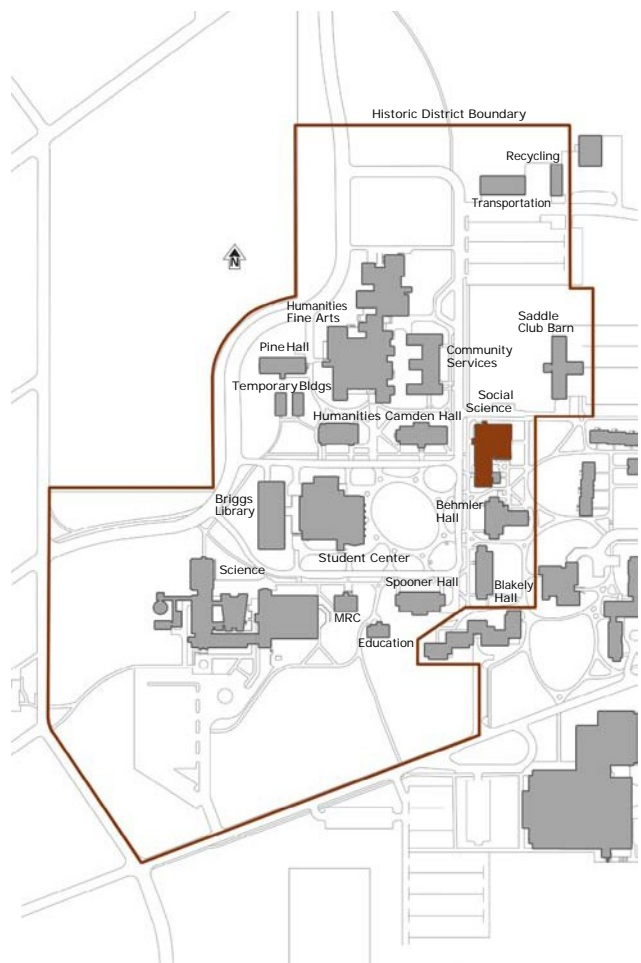 Historic District Boundary
Recycling
Transportation
N
Humanities
Fine Arts
Saddle
Club Barn
Pine Hall
Community
Services
Temporary Bldgs
Social
Science
Humanities
Camden Hall
Briggs
Library
Behmler
Hall
Student Center
Science
Spooner Hall
Blakely
Hall
MRC
Education